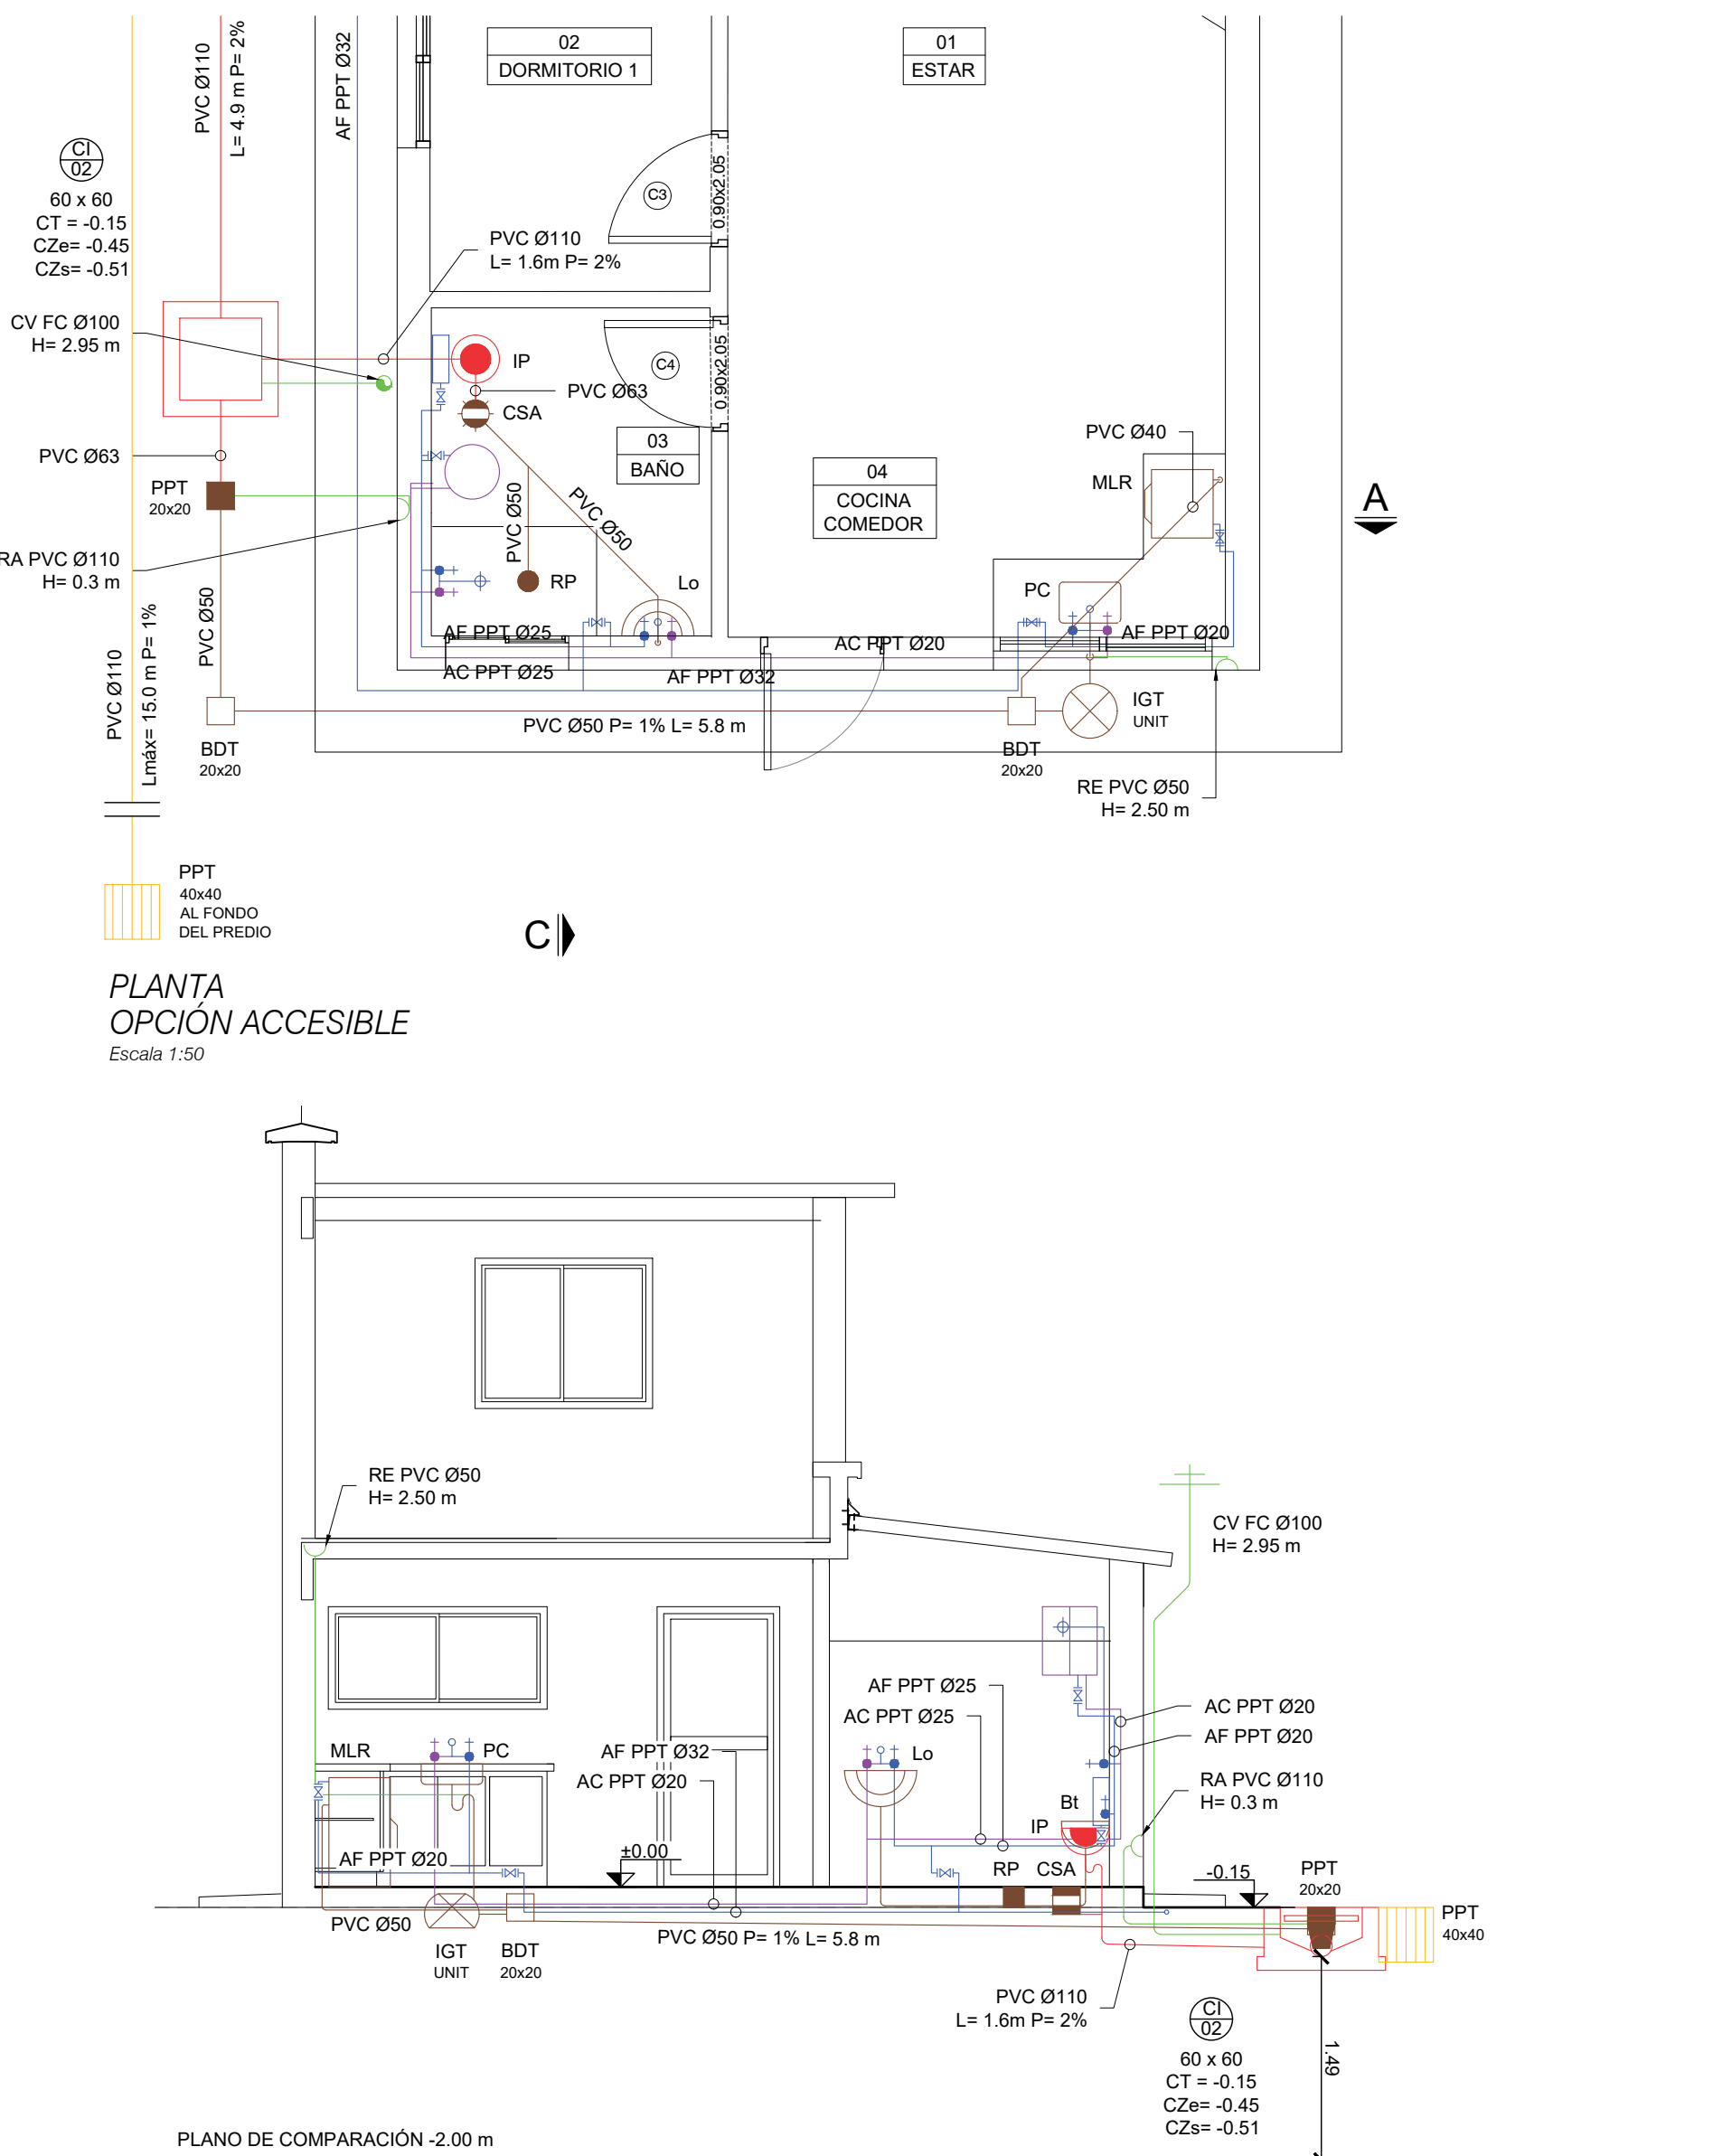 PVC Ø110
L= 4.9 m P= 2%
AF PPT Ø32
02
DORMITORIO 1
01
ESTAR
CI
02
60 x 60
CT = -0.15
CZe= -0.45
CZs= -0.51
C3
0.90x2.05
PVC Ø110
L= 1.6m P= 2%
CV FC Ø100
H= 2.95 m
IP
C4
0.90x2.05
PVC Ø63
CSA
03
BAÑO
PVC Ø40
PVC Ø63
04
COCINA
COMEDOR
MLR
A
PPT
20x20
PVC Ø50
PVC Ø50
RA PVC Ø110
H= 0.3 m
RP
Lo
PC
PVC Ø50
AF PPT Ø25
AC PPT Ø20
AF PPT Ø20
AC PPT Ø25
AF PPT Ø32
PVC Ø110
Lmáx= 15.0 m P= 1%
IGT
UNIT
PVC Ø50 P= 1% L= 5.8 m
BDT
20x20
BDT
20x20
RE PVC Ø50
H= 2.50 m
PPT
40x40
AL FONDO
DEL PREDIO
C
PLANTA
OPCIÓN ACCESIBLE
Escala 1:50
RE PVC Ø50
H= 2.50 m
CV FC Ø100
H= 2.95 m
AF PPT Ø25
AC PPT Ø25
AC PPT Ø20
AF PPT Ø20
MLR
PC
AF PPT Ø32
AC PPT Ø20
Lo
RA PVC Ø110
H= 0.3 m
Bt
IP
AF PPT Ø20
±0.00
RP
CSA
-0.15
PPT
20x20
PPT
40x40
PVC Ø50
PVC Ø50 P= 1% L= 5.8 m
IGT
UNIT
BDT
20x20
PVC Ø110
L= 1.6m P= 2%
CI
02
60 x 60
CT = -0.15
CZe= -0.45
CZs= -0.51
1.49
PLANO DE COMPARACIÓN -2.00 m